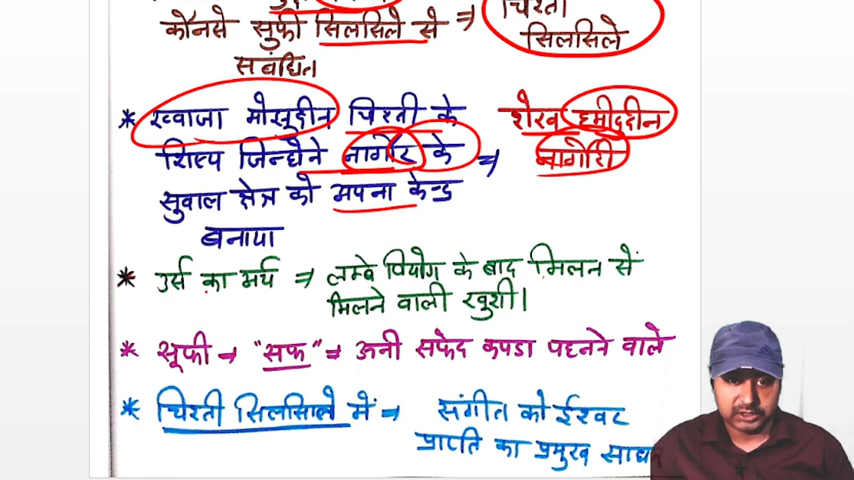 कौनसे सूफी सिलसिले से ⇒ चिश्ती सिलसिले
संबंधित
* ख्वाजा मोइनुद्दीन चिश्ती के शेख हमीदुद्दीन
शिष्य जिन्होंने नागौर के ⇒ नागौरी
सुवाल क्षेत्र को अपना केन्द्र
बनाया
* उर्स का अर्थ ⇒ लम्बे वियोग के बाद मिलन से
मिलने वाली खुशी।
* सूफी → "सफ" ⇒ ऊनी सफेद कपडा पहनने वाले
* चिश्ती सिलसिले में ⇒ संगीत को ईश्वर
प्राप्ति का प्रमुख